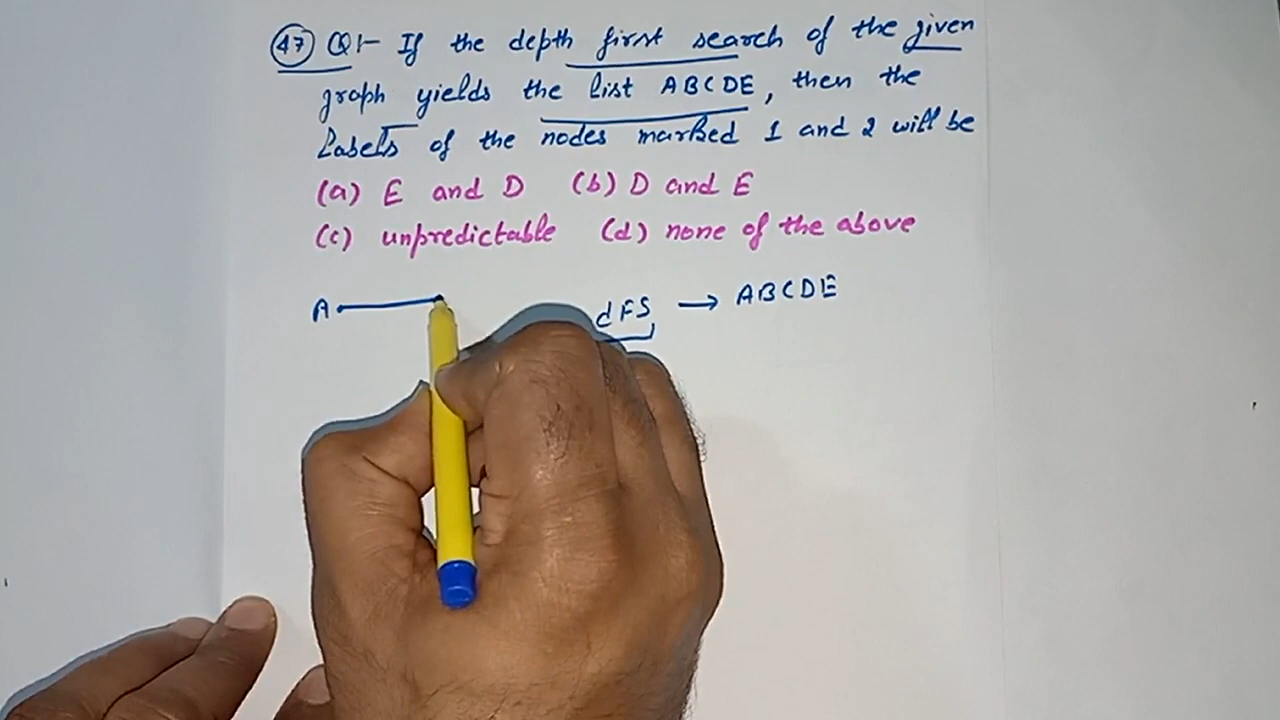 47 Q:- If the depth first search of the given
graph yields the list ABCDE, then the
Labels of the nodes marked 1 and 2 will be
(a) E and D (b) D and E
(c) unpredictable (d) none of the above
A
dFS → ABCDE